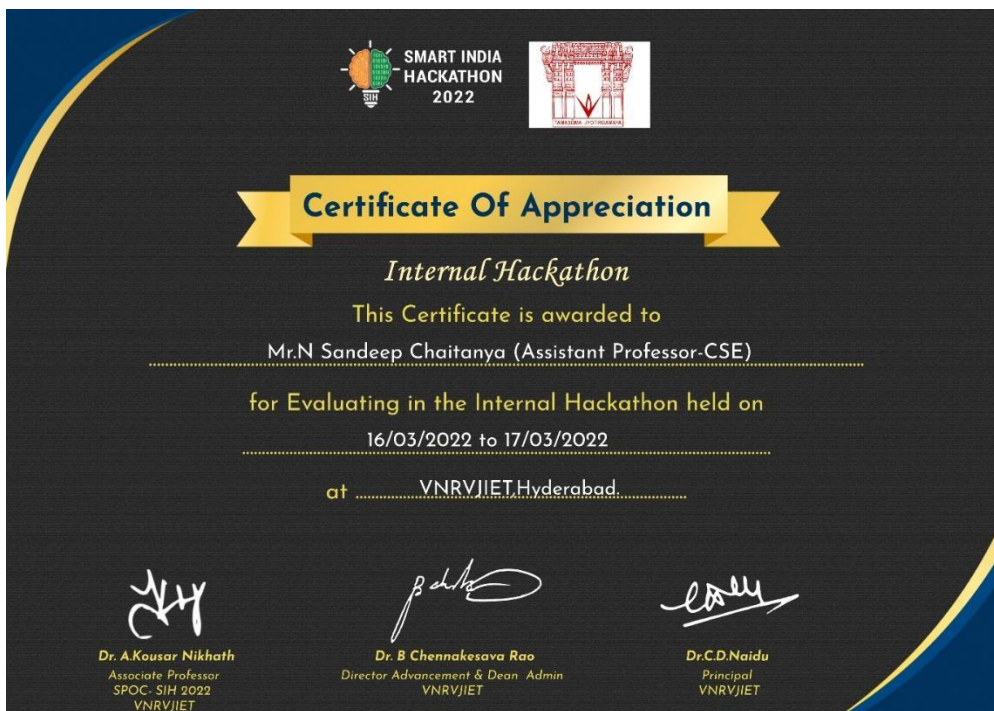 SMART INDIA
HACKATHON
2022
SIH
TAMASOMA JYOTIRGAMAYA
Certificate Of Appreciation
Internal Hackathon
This Certificate is awarded to
Mr.N Sandeep Chaitanya (Assistant Professor-CSE)
for Evaluating in the Internal Hackathon held on
16/03/2022 to 17/03/2022
at VNRVJIET,Hyderabad.
Dr. A.Kousar Nikhath
Associate Professor
SPOC- SIH 2022
VNRVJIET
Dr. B Chennakesava Rao
Director Advancement & Dean Admin
VNRVJIET
Dr.C.D.Naidu
Principal
VNRVJIET